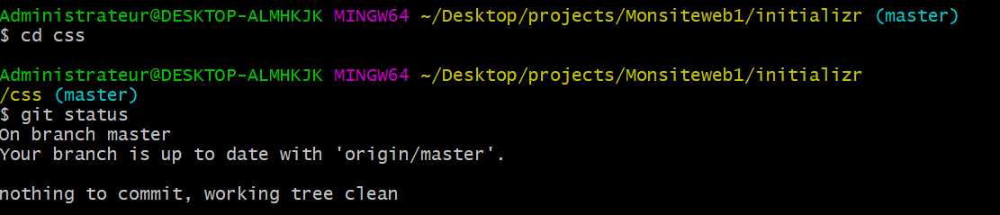 Administrateur@DESKTOP-ALMHKJK MINGW64 ~/Desktop/projects/Monsiteweb1/initializr (master)
$ cd css
Administrateur@DESKTOP-ALMHKJK MINGW64 ~/Desktop/projects/Monsiteweb1/initializr
/css (master)
$ git status
On branch master
Your branch is up to date with 'origin/master'.
nothing to commit, working tree clean